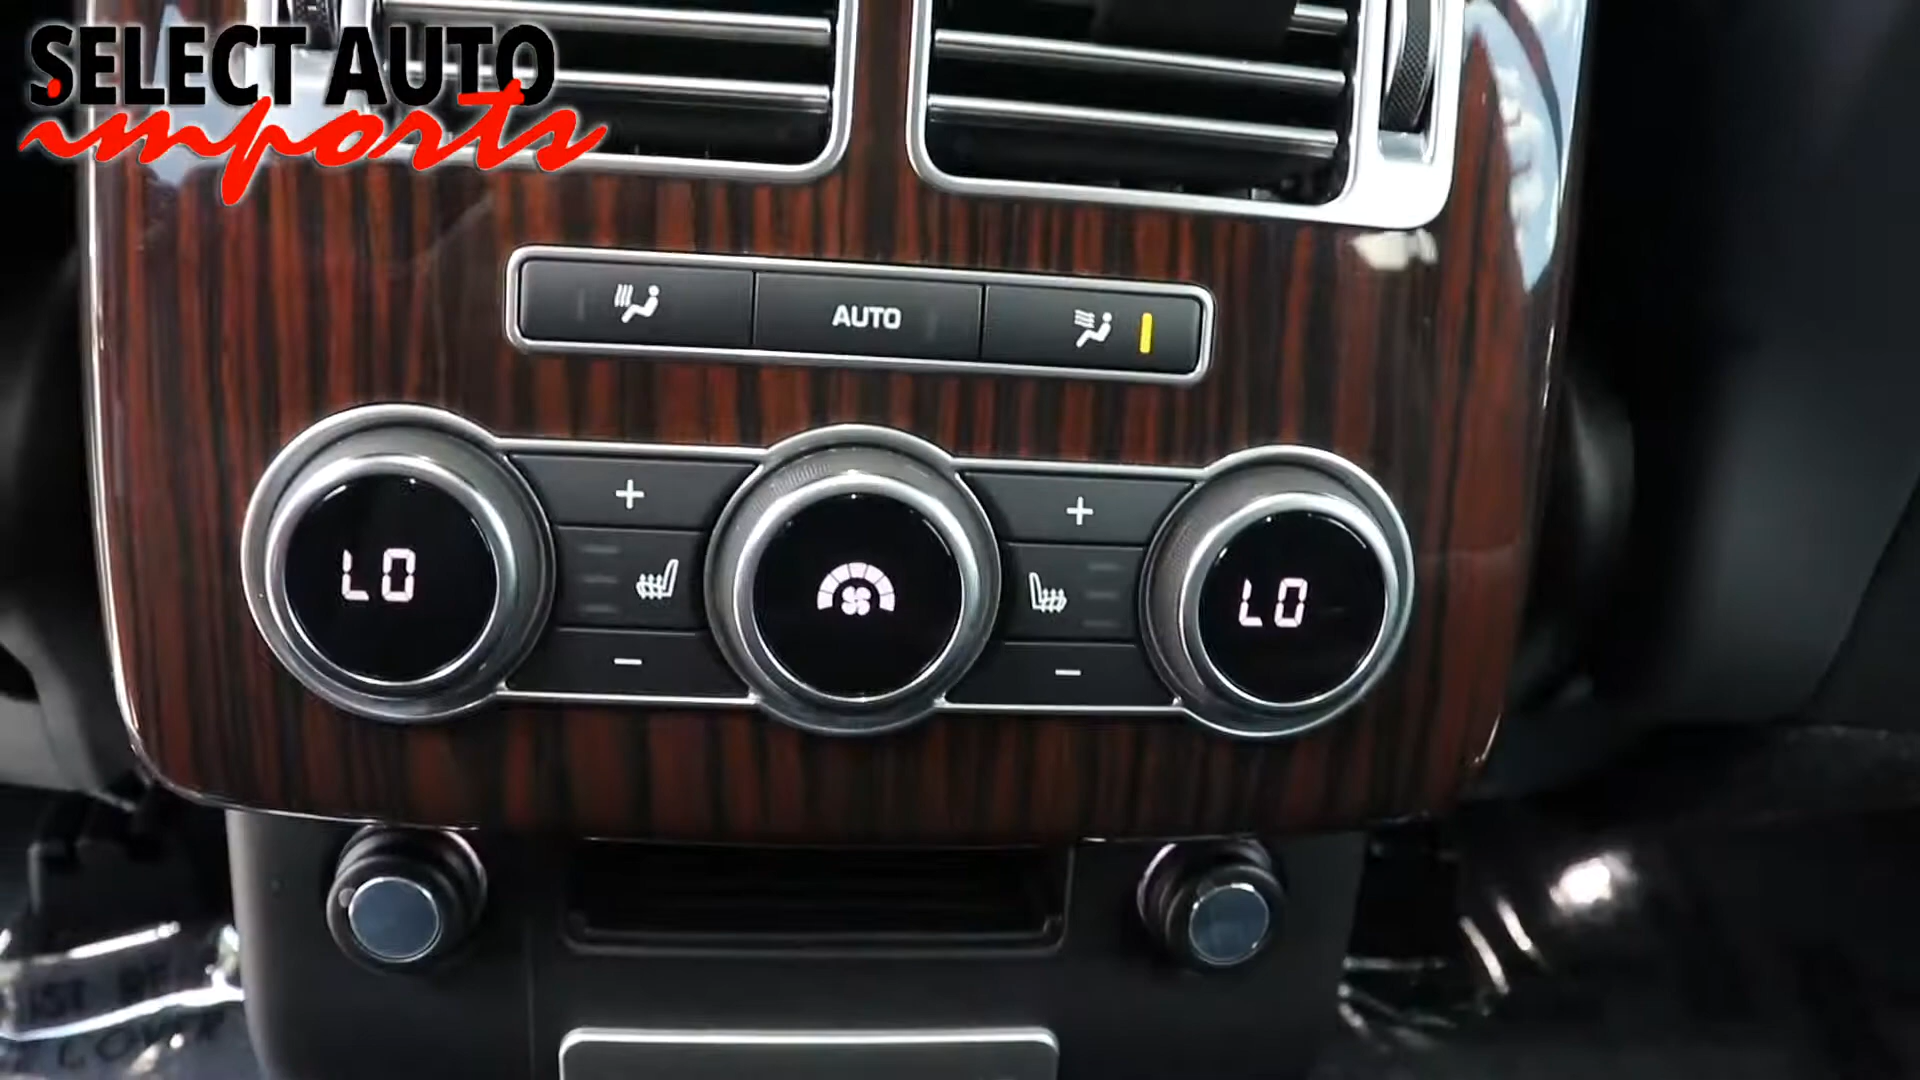 SELECT AUTO
imports
AUTO
+
+
LO
LO
-
-